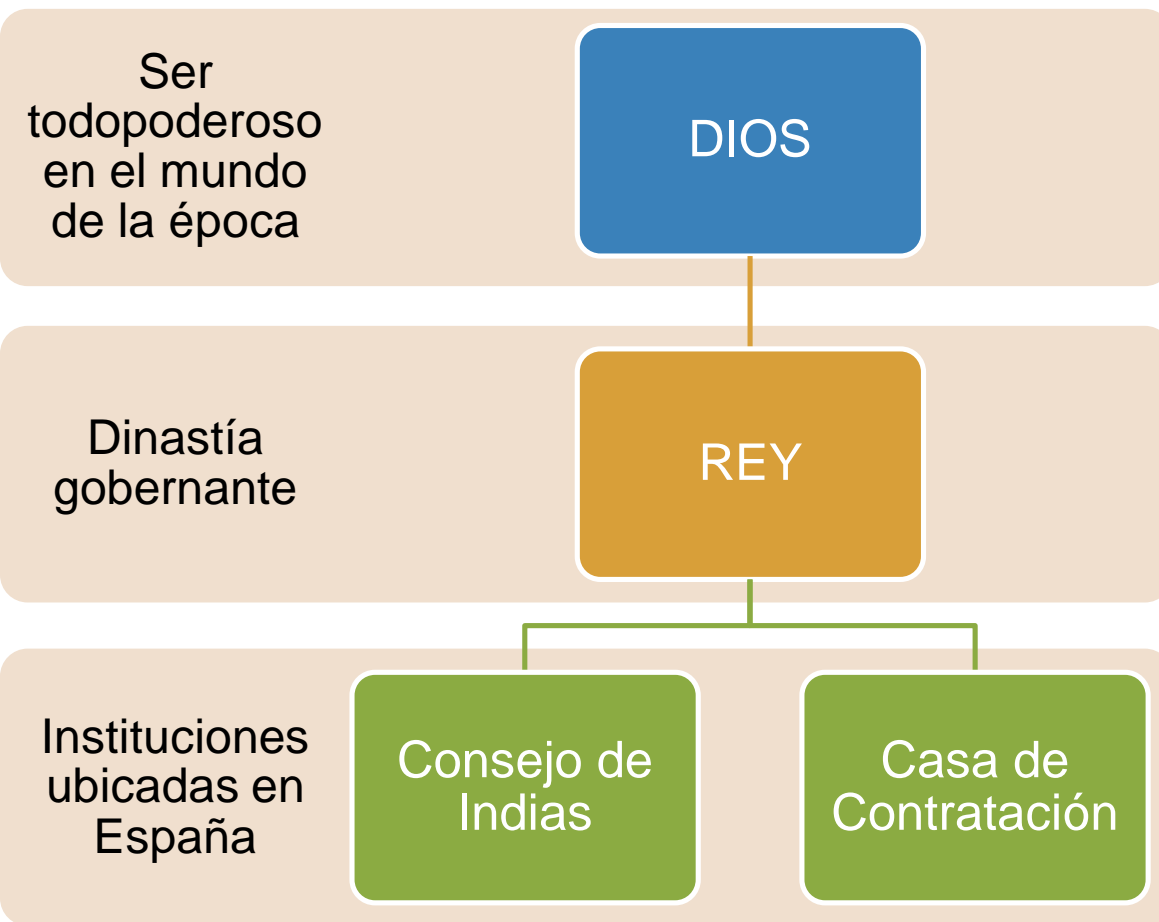 Ser
todopoderoso
en el mundo
de la época
DIOS
Dinastía
gobernante
REY
Instituciones
ubicadas en
España
Consejo de
Indias
Casa de
Contratación